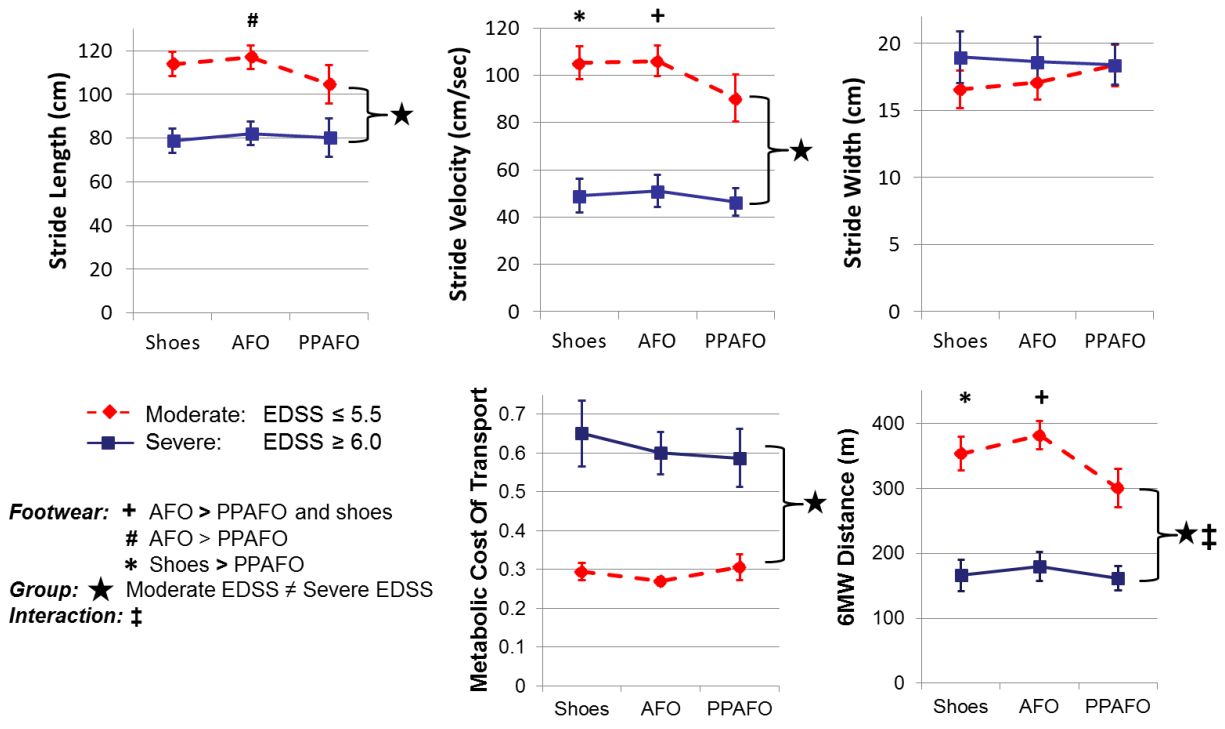 #
Stride Length (cm)
120
100
80
60
40
20
0
Shoes AFO PPAFO
★
* +
Stride Velocity (cm/sec)
120
100
80
60
40
20
0
Shoes AFO PPAFO
★
Stride Width (cm)
20
15
10
5
0
Shoes AFO PPAFO
Moderate: EDSS ≤ 5.5
Severe: EDSS ≥ 6.0
Footwear: + AFO > PPAFO and shoes
# AFO > PPAFO
* Shoes > PPAFO
Group: ★ Moderate EDSS ≠ Severe EDSS
Interaction: ‡
Metabolic Cost Of Transport
0.7
0.6
0.5
0.4
0.3
0.2
0.1
0
Shoes AFO PPAFO
★
* +
6MW Distance (m)
400
300
200
100
0
Shoes AFO PPAFO
★ ‡